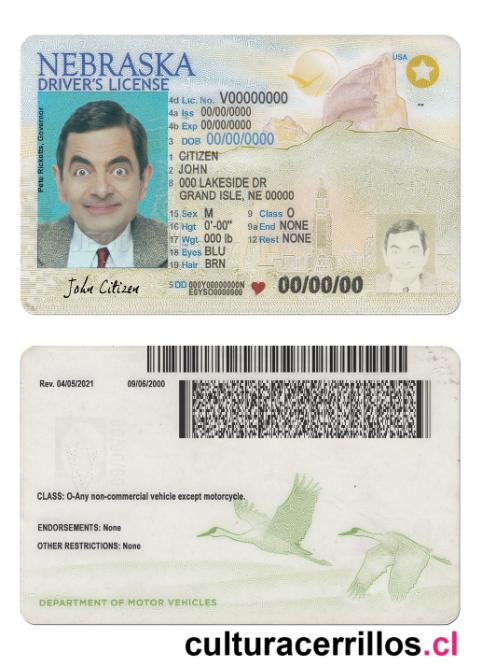 NEBRASKA
USA
DRIVER'S LICENSE
4d Lic. No. V00000000
4a Iss 00/00/0000
4b Exp 00/00/0000
3 DOB 00/00/0000
1 CITIZEN
2 JOHN
8 000 LAKESIDE DR
GRAND ISLE, NE 00000
15 Sex M 9 Class O
16 Hgt 0'-00" 9a End NONE
17 Wgt 000 lb 12 Rest NONE
18 Eyes BLU
19 Hair BRN
5 DD 000Y00000000N
E0YSO0000000
00/00/00
Pete Ricketts, Governor
John Citizen
Rev. 04/05/2021 09/06/2000
CLASS: O-Any non-commercial vehicle except motorcycle.
ENDORSEMENTS: None
OTHER RESTRICTIONS: None
DEPARTMENT OF MOTOR VEHICLES
culturacerrillos.cl